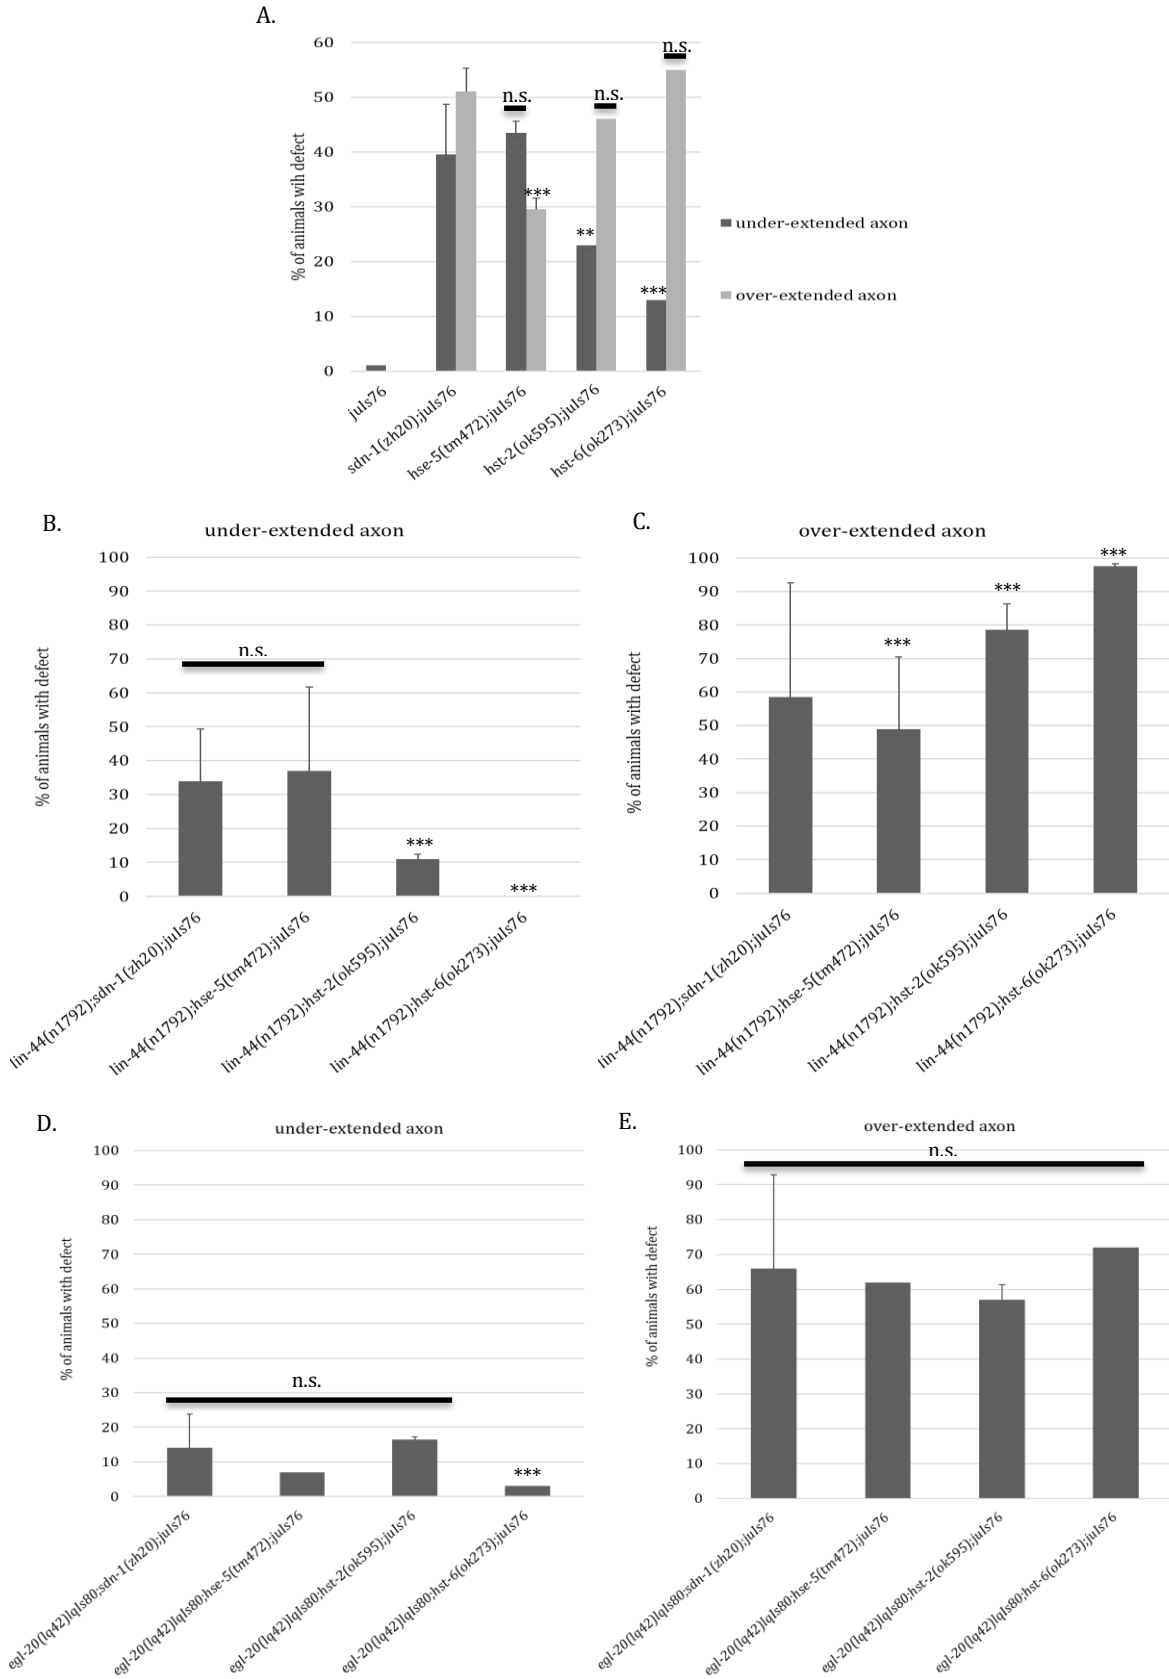 A.
60
50
40
30
20
10
0
% of animals wih defect
n.s.
n.s.
n.s.
***
**
***
under-extended axon
over-extended axon
juIs76
sdn-1(zh20);juIs76
hse-5(tm472);juIs76
hst-2(ok595);juIs76
hst-6(ok273);juIs76
B.
under-extended axon
100
90
80
70
60
50
40
30
20
10
0
% of animals with defect
n.s.
***
***
lin-44(n1792);sdn-1(zh20);juIs76
lin-44(n1792);hse-5(tm472);juIs76
lin-44(n1792);hst-2(ok595);juIs76
lin-44(n1792);hst-6(ok273);juIs76
C.
over-extended axon
100
90
80
70
60
50
40
30
20
10
0
% of animals with defect
***
***
***
lin-44(n1792);sdn-1(zh20);juIs76
lin-44(n1792);hse-5(tm472);juIs76
lin-44(n1792);hst-2(ok595);juIs76
lin-44(n1792);hst-6(ok273);juIs76
D.
under-extended axon
100
90
80
70
60
50
40
30
20
10
0
% of animals with defect
n.s.
***
egl-20(lq42)lqIs80;sdn-1(zh20);juIs76
egl-20(lq42)lqIs80;hse-5(tm472);juIs76
egl-20(lq42)lqIs80;hst-2(ok595);juIs76
egl-20(lq42)lqIs80;hst-6(ok273);juIs76
E.
over-extended axon
100
90
80
70
60
50
40
30
20
10
0
% of animals with defect
n.s.
egl-20(lq42)lqIs80;sdn-1(zh20);juIs76
egl-20(lq42)lqIs80;hse-5(tm472);juIs76
egl-20(lq42)lqIs80;hst-2(ok595);juIs76
egl-20(lq42)lqIs80;hst-6(ok273);juIs76